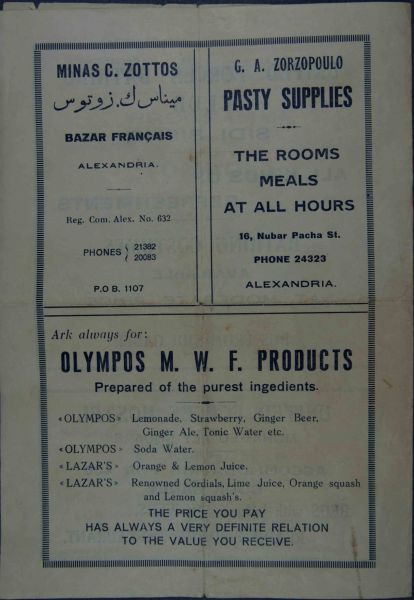 MINAS C. ZOTTOS
ميناس ك. زوتوس
BAZAR FRANÇAIS
ALEXANDRIA.
Reg. Com. Alex. No. 632
PHONES { 21382
20083
P.O B. 1107
G. A. ZORZOPOULO
PASTY SUPPLIES
THE ROOMS
MEALS
AT ALL HOURS
16, Nubar Pacha St.
PHONE 24323
ALEXANDRIA.
Ark always for:
OLYMPOS M. W. F. PRODUCTS
Prepared of the purest ingedients.
«OLYMPOS» Lemonade, Strawberry, Ginger Beer,
Ginger Ale, Tonic Water etc.
«OLYMPOS» Soda Water.
«LAZAR'S» Orange & Lemon Juice,
«LAZAR'S» Renowned Cordials, Lime Juice, Orange squash
and Lemon squash's.
THE PRICE YOU PAY
HAS ALWAYS A VERY DEFINITE RELATION
TO THE VALUE YOU RECEIVE.